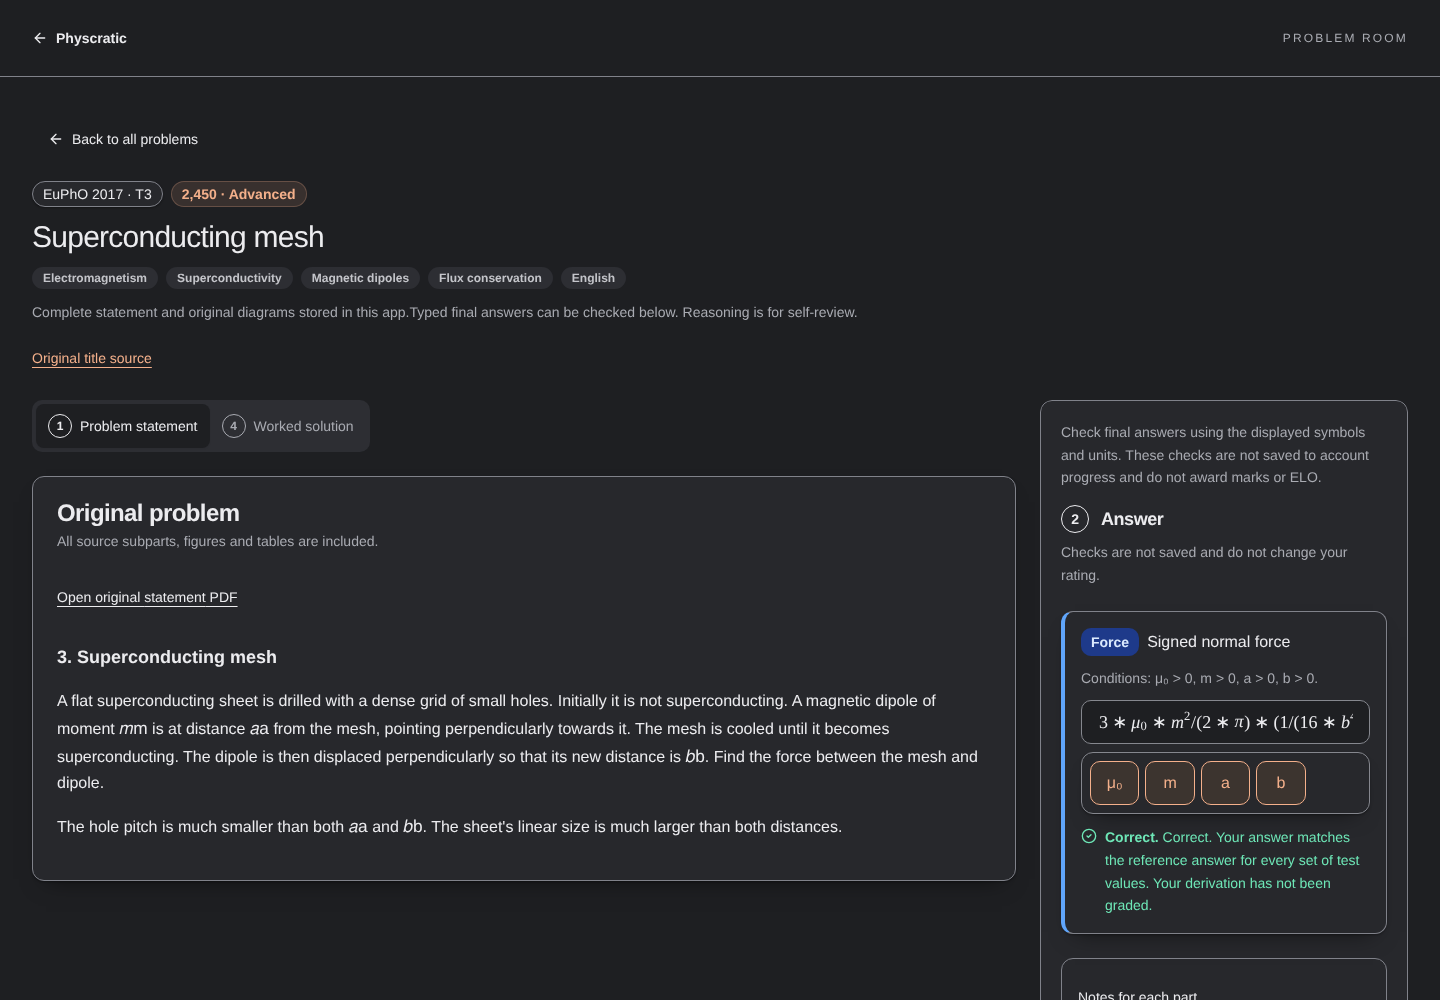 Physcratic
PROBLEM ROOM
Back to all problems
EuPhO 2017 · T3
2,450 · Advanced
Superconducting mesh
Electromagnetism
Superconductivity
Magnetic dipoles
Flux conservation
English
Complete statement and original diagrams stored in this app.Typed final answers can be checked below. Reasoning is for self-review.
Original title source
1 Problem statement
4 Worked solution
Original problem
All source subparts, figures and tables are included.
Open original statement PDF
3. Superconducting mesh
A flat superconducting sheet is drilled with a dense grid of small holes. Initially it is not superconducting. A magnetic dipole of
moment mm is at distance aa from the mesh, pointing perpendicularly towards it. The mesh is cooled until it becomes
superconducting. The dipole is then displaced perpendicularly so that its new distance is bb. Find the force between the mesh and
dipole.
The hole pitch is much smaller than both aa and bb. The sheet's linear size is much larger than both distances.
Check final answers using the displayed symbols
and units. These checks are not saved to account
progress and do not award marks or ELO.
2 Answer
Checks are not saved and do not change your
rating.
Force Signed normal force
Conditions: μ₀ > 0, m > 0, a > 0, b > 0.
3 ∗ μ₀ ∗ m²/(2 ∗ π) ∗ (1/(16 ∗ b
μ₀
m
a
b
Correct. Correct. Your answer matches
the reference answer for every set of test
values. Your derivation has not been
graded.
Notes for each part